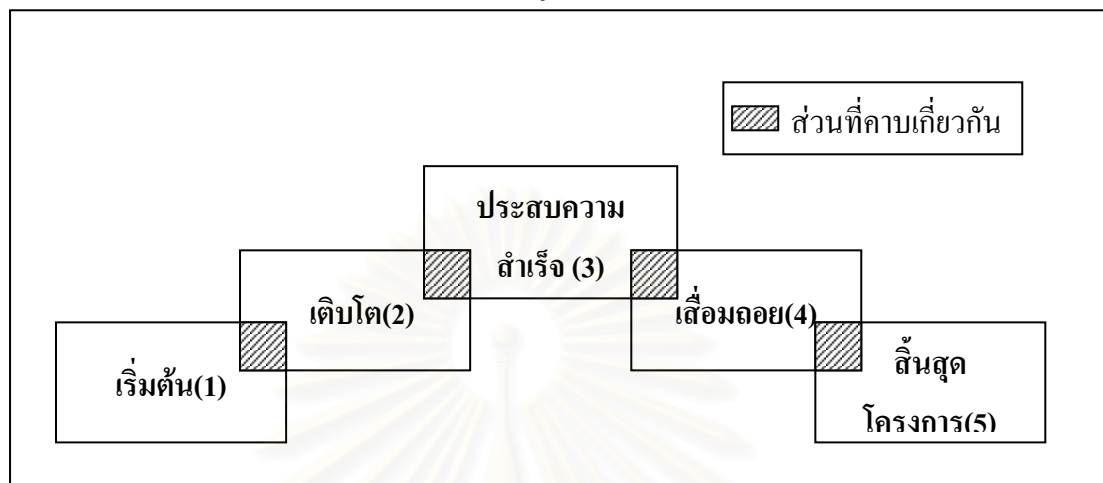 ส่วนที่คาบเกี่ยวกัน
ประสบความ
สำเร็จ (3)
เติบโต(2)
เสื่อมถอย(4)
เริ่มต้น(1)
สิ้นสุด
โครงการ(5)